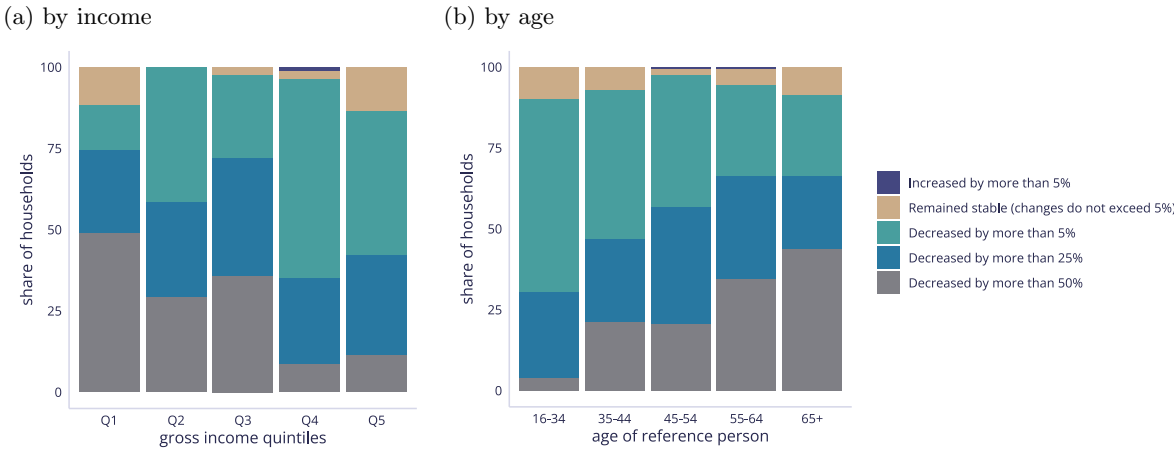 (a) by income
100
75
50
25
0
share of households
Q1 Q2 Q3 Q4 Q5
gross income quintiles
(b) by age
100
75
50
25
0
share of households
16-34 35-44 45-54 55-64 65+
age of reference person
Increased by more than 5%
Remained stable (changes do not exceed 5%)
Decreased by more than 5%
Decreased by more than 25%
Decreased by more than 50%